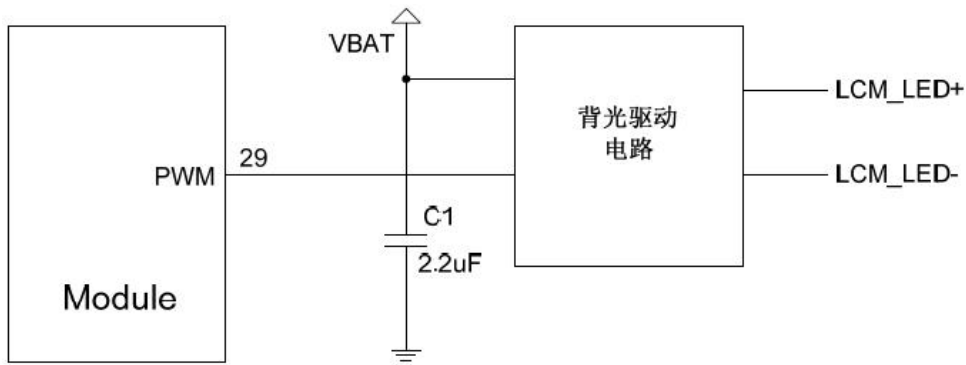 VBAT
背光驱动
电路
LCM_LED+
29
PWM
LCM_LED-
C1
2.2uF
Module